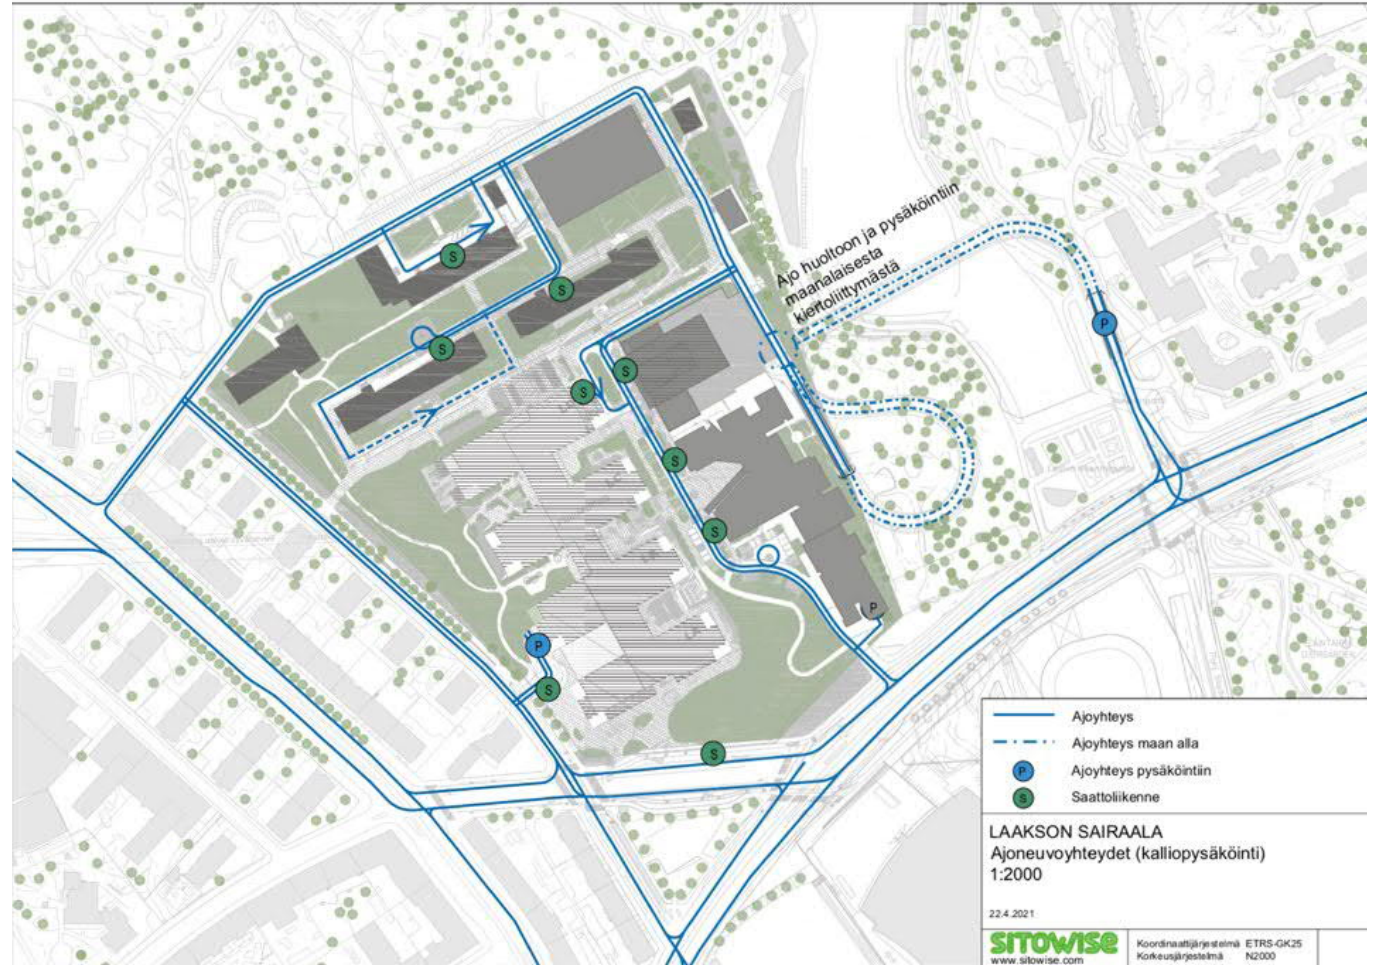 Ajo huoltoon ja pysäköintiin
maanalaisesta
kiertoliittymästä
S
S
P
S
S
S
S
S
P
P
S
S
Ajoyhteys
Ajoyhteys maan alla
P
Ajoyhteys pysäköintiin
S
Saattoliikenne
LAAKSON SAIRAALA
Ajoneuvoyhteydet (kalliopysäköinti)
1:2000
22.4.2021
SITOWISE
www.sitowise.com
Koordinaattijärjestelmä ETRS-GK25
Korkeusjärjestelmä N2000